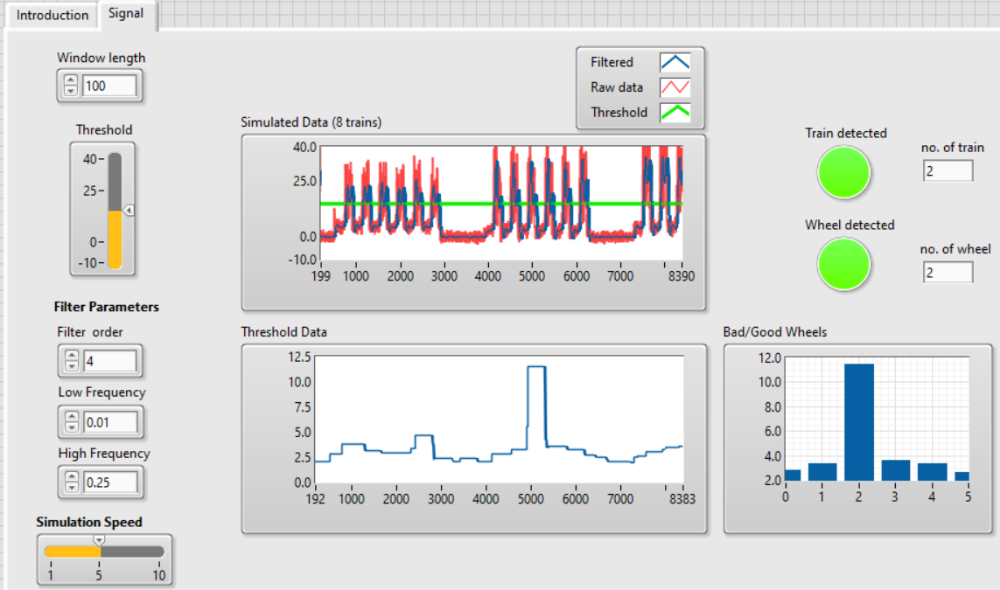 Introduction
Signal
Window length
100
Threshold
40
25
0
-10
Filter Parameters
Filter order
4
Low Frequency
0.01
High Frequency
0.25
Simulation Speed
1 5 10
Filtered
Raw data
Threshold
Simulated Data (8 trains)
40.0
25.0
0.0
-10.0
199 1000 2000 3000 4000 5000 6000 7000 8390
Threshold Data
12.5
10.0
7.5
5.0
2.5
0.0
192 1000 2000 3000 4000 5000 6000 7000 8383
Train detected
no. of train
2
Wheel detected
no. of wheel
2
Bad/Good Wheels
12.0
10.0
8.0
6.0
4.0
2.0
0 1 2 3 4 5